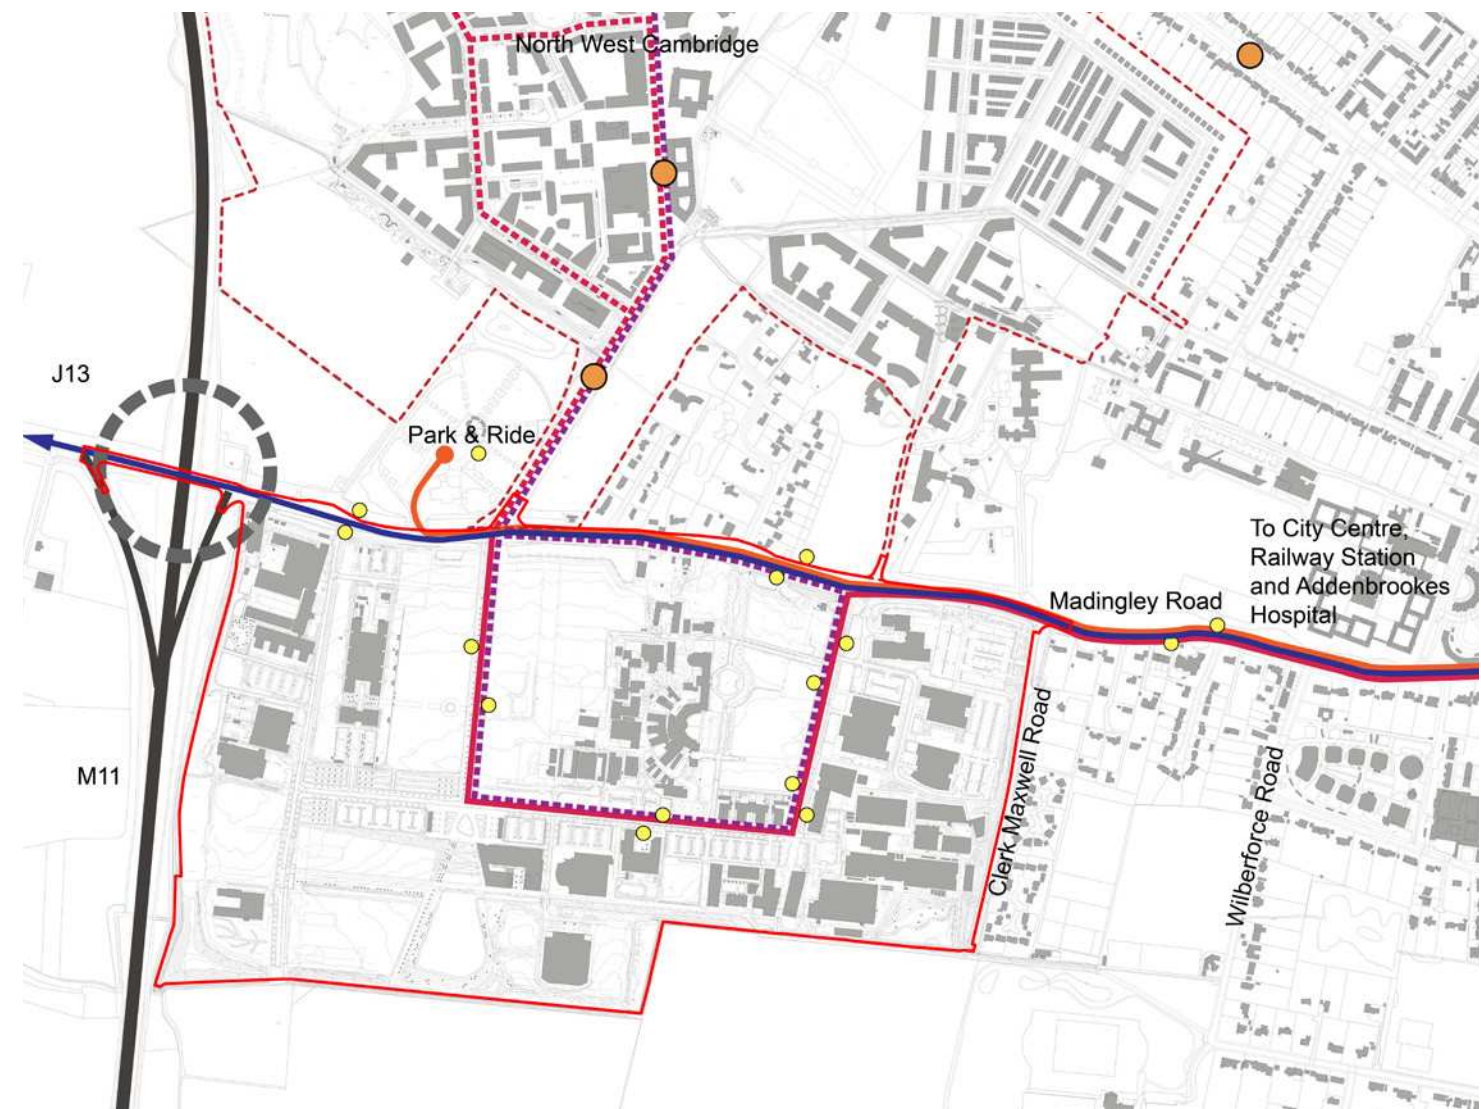 North West Cambridge
J13
Park & Ride
To City Centre,
Railway Station
and Addenbrookes
Hospital
Madingley Road
M11
Clerk Maxwell Road
Wilberforce Road